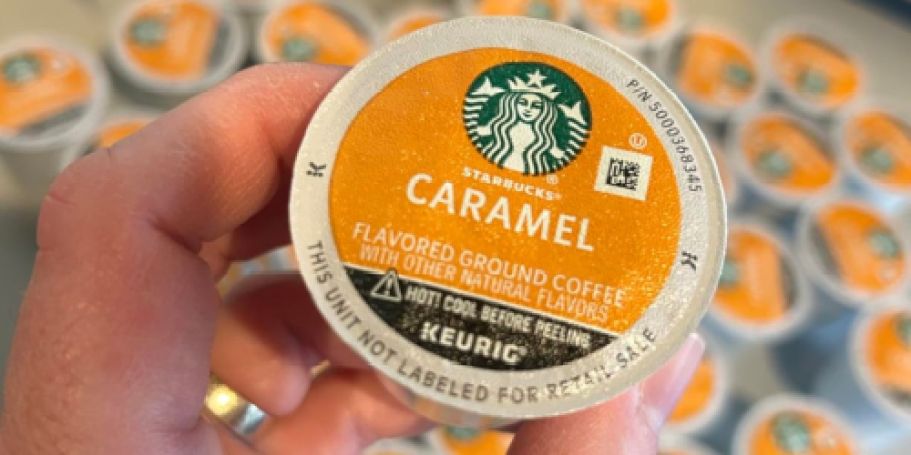 STARBUCKS®
CARAMEL
FLAVORED GROUND COFFEE
WITH OTHER NATURAL FLAVORS
HOT! COOL BEFORE PEELING
KEURIG®
THIS UNIT NOT LABELED FOR RETAIL SALE
P/N 5000368345
U
K
K